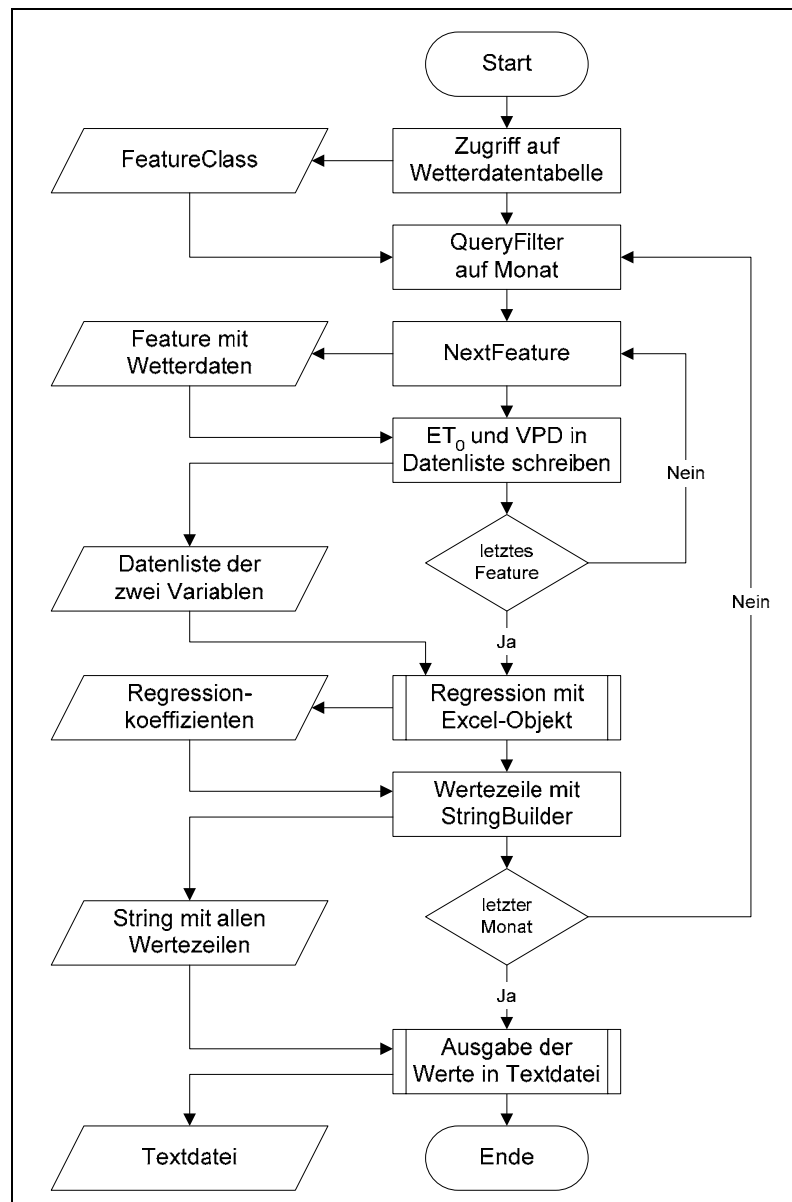 Start
Zugriff auf
Wetterdatentabelle
FeatureClass
QueryFilter
auf Monat
Feature mit
Wetterdaten
NextFeature
ET₀ und VPD in
Datenliste schreiben
Nein
letztes
Feature
Datenliste der
zwei Variablen
Nein
Ja
Regression-
koeffizienten
Regression mit
Excel-Objekt
Wertezeile mit
StringBuilder
letzter
Monat
String mit allen
Wertezeilen
Ja
Ausgabe der
Werte in Textdatei
Textdatei
Ende